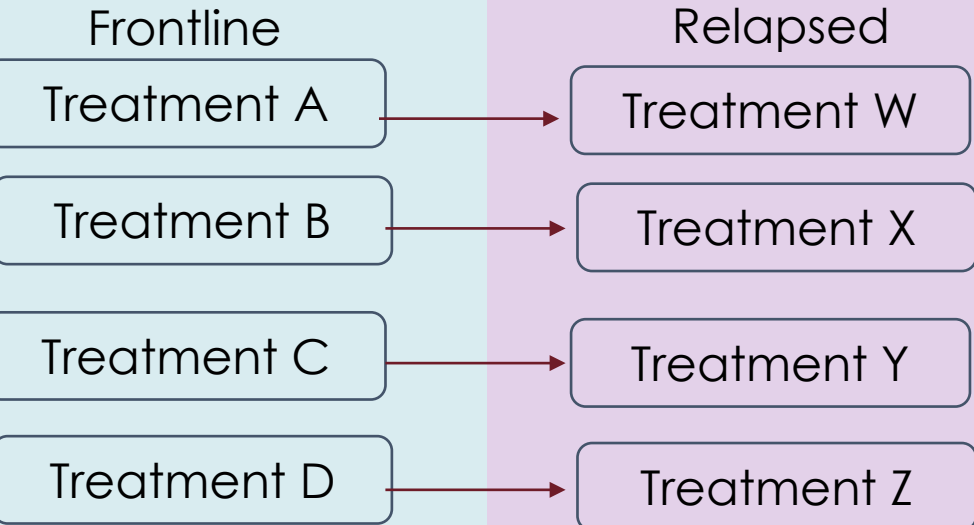 Frontline
Relapsed
Treatment A
Treatment W
Treatment B
Treatment X
Treatment C
Treatment Y
Treatment D
Treatment Z